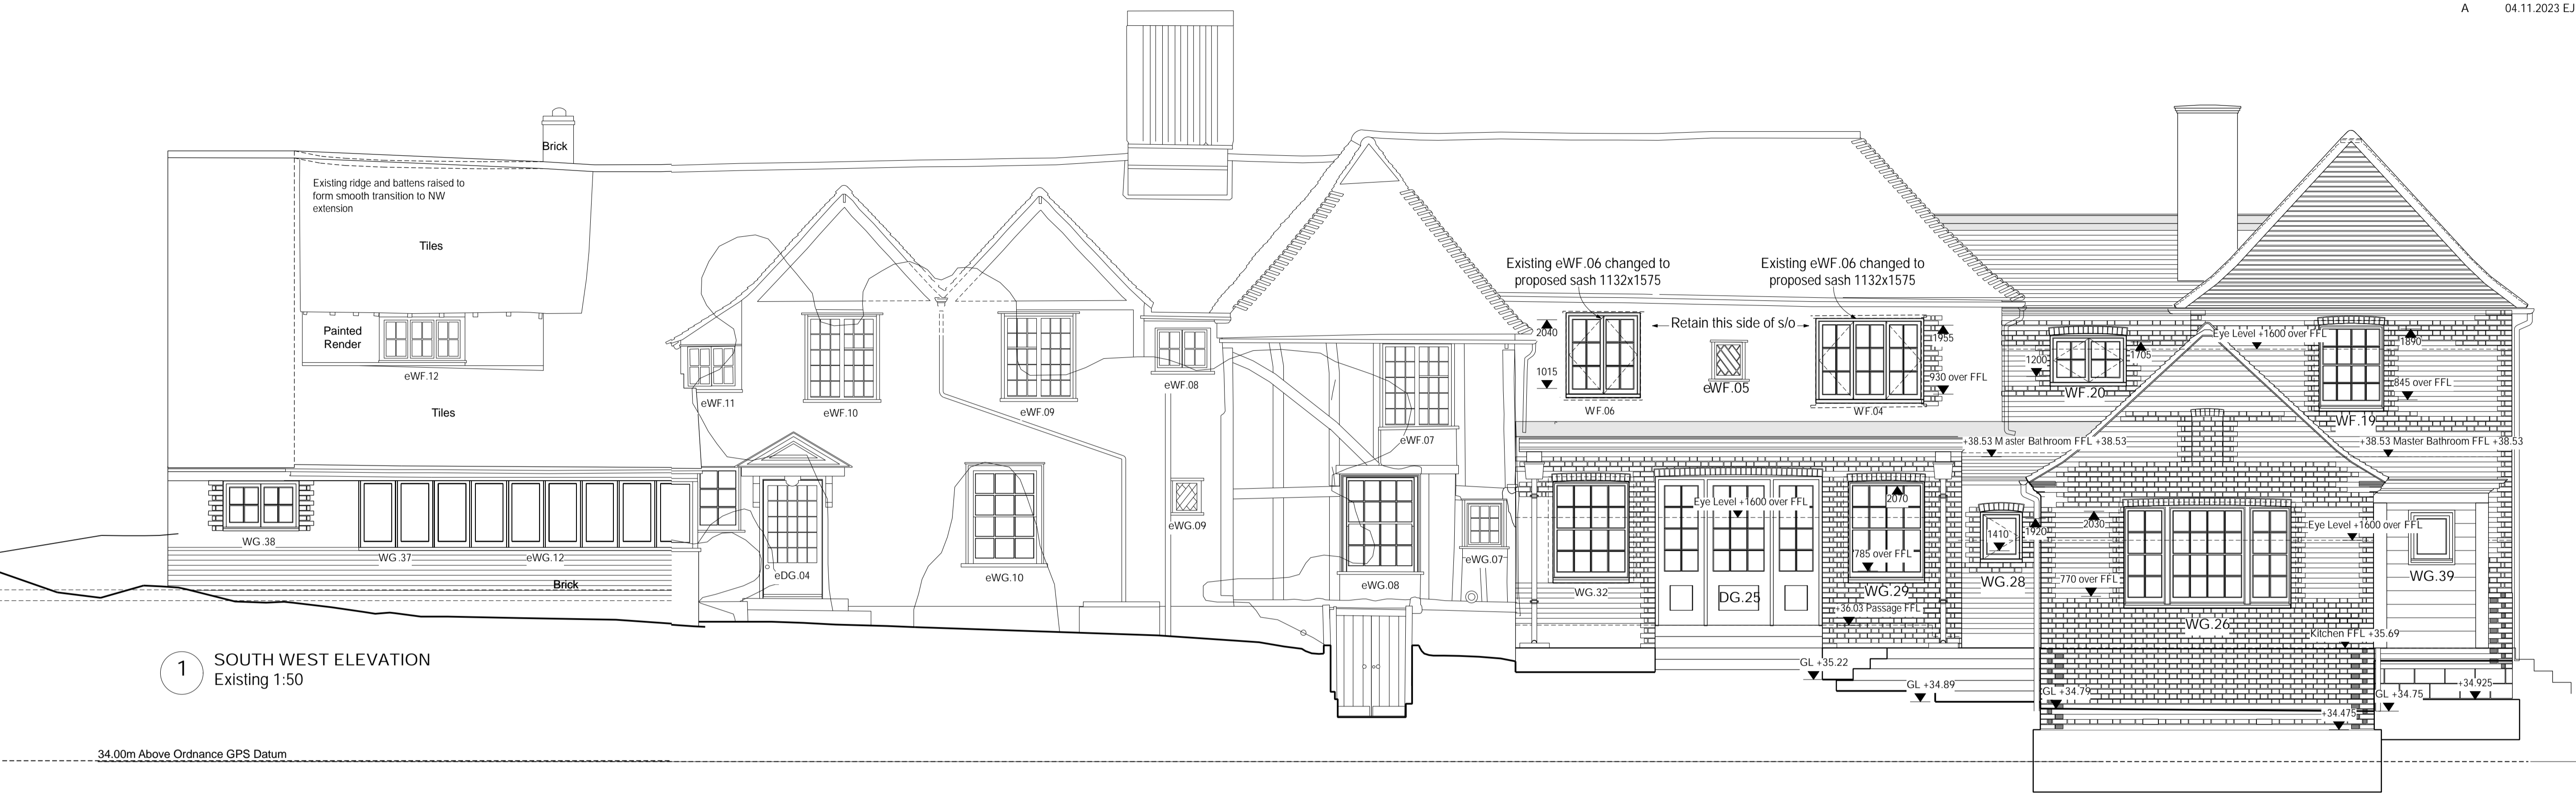 A 04.11.2023 EJ
Brick
Existing ridge and battens raised to
form smooth transition to NW
extension
Tiles
Painted
Render
eWF.12
Tiles
eWF.11
eWF.10
eWF.09
eWF.08
eWF.07
Existing eWF.06 changed to
proposed sash 1132x1575
Existing eWF.06 changed to
proposed sash 1132x1575
Retain this side of s/o
2040
1015
WF.06
eWF.05
WF.04
1955
930 over FFL
1200
1705
WF.20
Eye Level +1600 over FFL
1890
845 over FFL
WF.19
+38.53 Master Bathroom FFL +38.53
+38.53 Master Bathroom FFL +38.53
WG.38
WG.37
eWG.12
Brick
eDG.04
eWG.10
eWG.09
eWG.08
eWG.07
WG.32
Eye Level +1600 over FFL
DG.25
2070
785 over FFL
WG.29
+36.03 Passage FFL
1410
1920
WG.28
2030
770 over FFL
WG.26
Eye Level +1600 over FFL
WG.39
Kitchen FFL +35.69
GL +35.22
GL +34.89
GL +34.79
GL +34.75
+34.925
+34.475
1
SOUTH WEST ELEVATION
Existing 1:50
34.00m Above Ordnance GPS Datum